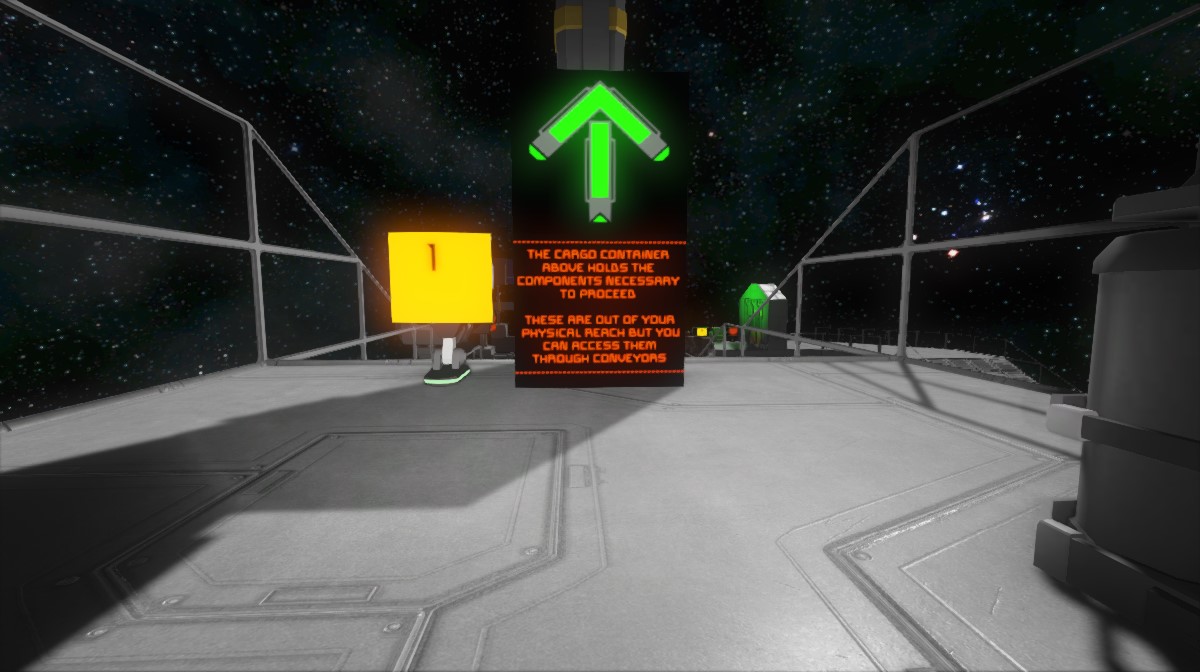 1
THE CARGO CONTAINER
ABOVE HOLDS THE
COMPONENTS NECESSARY
TO PROCEED
THESE ARE OUT OF YOUR
PHYSICAL REACH BUT YOU
CAN ACCESS THEM
THROUGH CONVEYORS